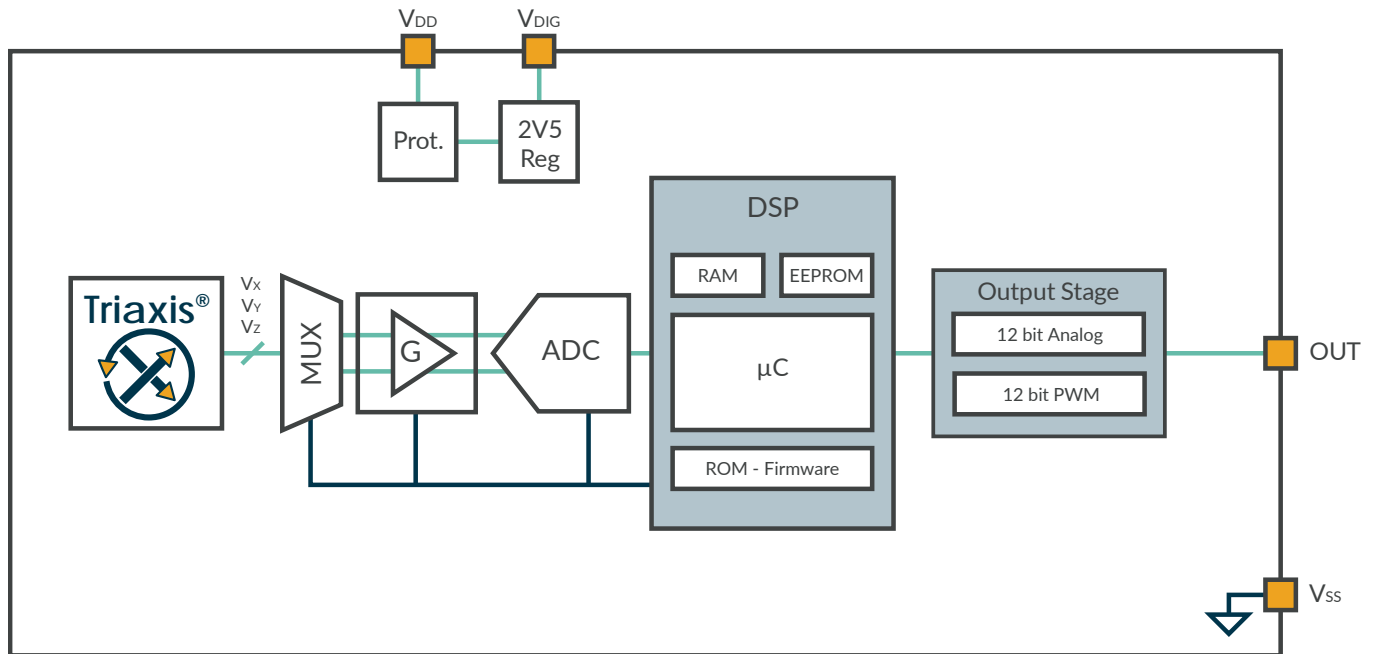 VDD
VDIG
Prot.
2V5
Reg
DSP
RAM
EEPROM
Triaxis®
VX
VY
VZ
MUX
G
ADC
µC
ROM - Firmware
Output Stage
12 bit Analog
12 bit PWM
OUT
VSS